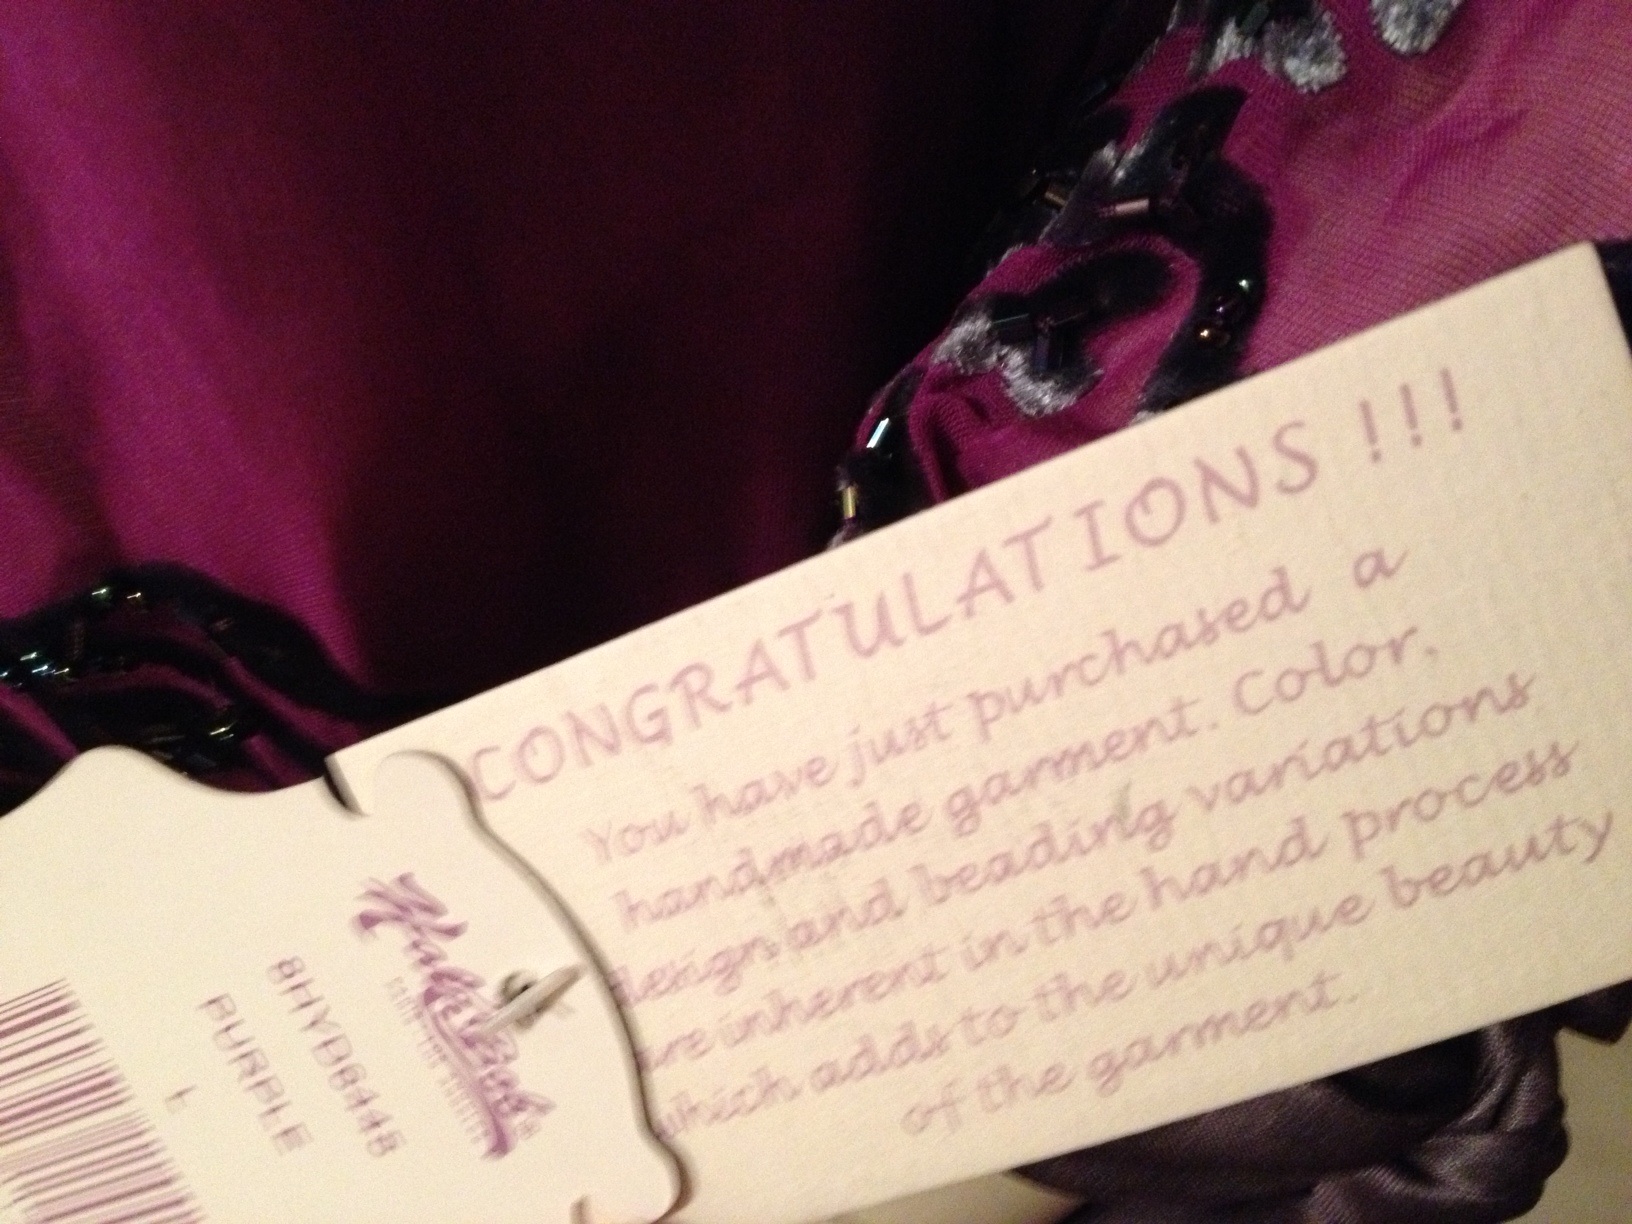 CONGRATULATIONS !!!
You have just purchased a
handmade garment. Color,
design and beading variations
are inherent in the hand process
which adds to the unique beauty
of the garment.
PURPLE
L